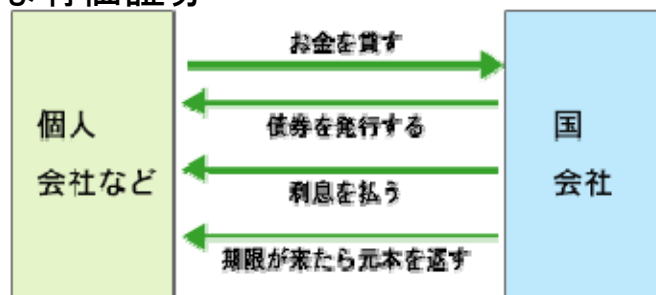 お金を貸す
個人
会社など
債券を発行する
利息を払う
期限が来たら元本を返す
国
会社